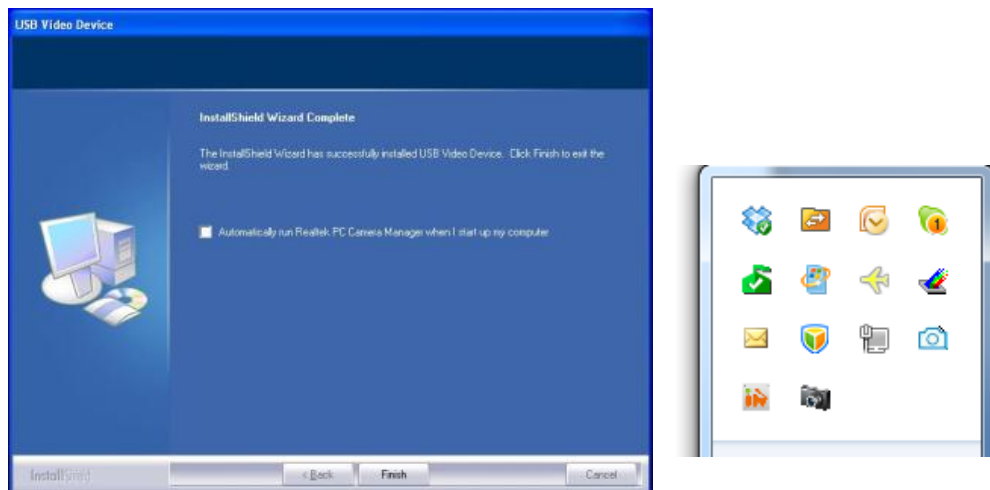 USB Video Device
InstallShield Wizard Complete
The InstallShield Wizard has successfully installed USB Video Device. Click Finish to exit the
wizard.
Automatically run Realtek PC Camera Manager when I start up my computer
InstallShield
< Back
Finish
Cancel
1